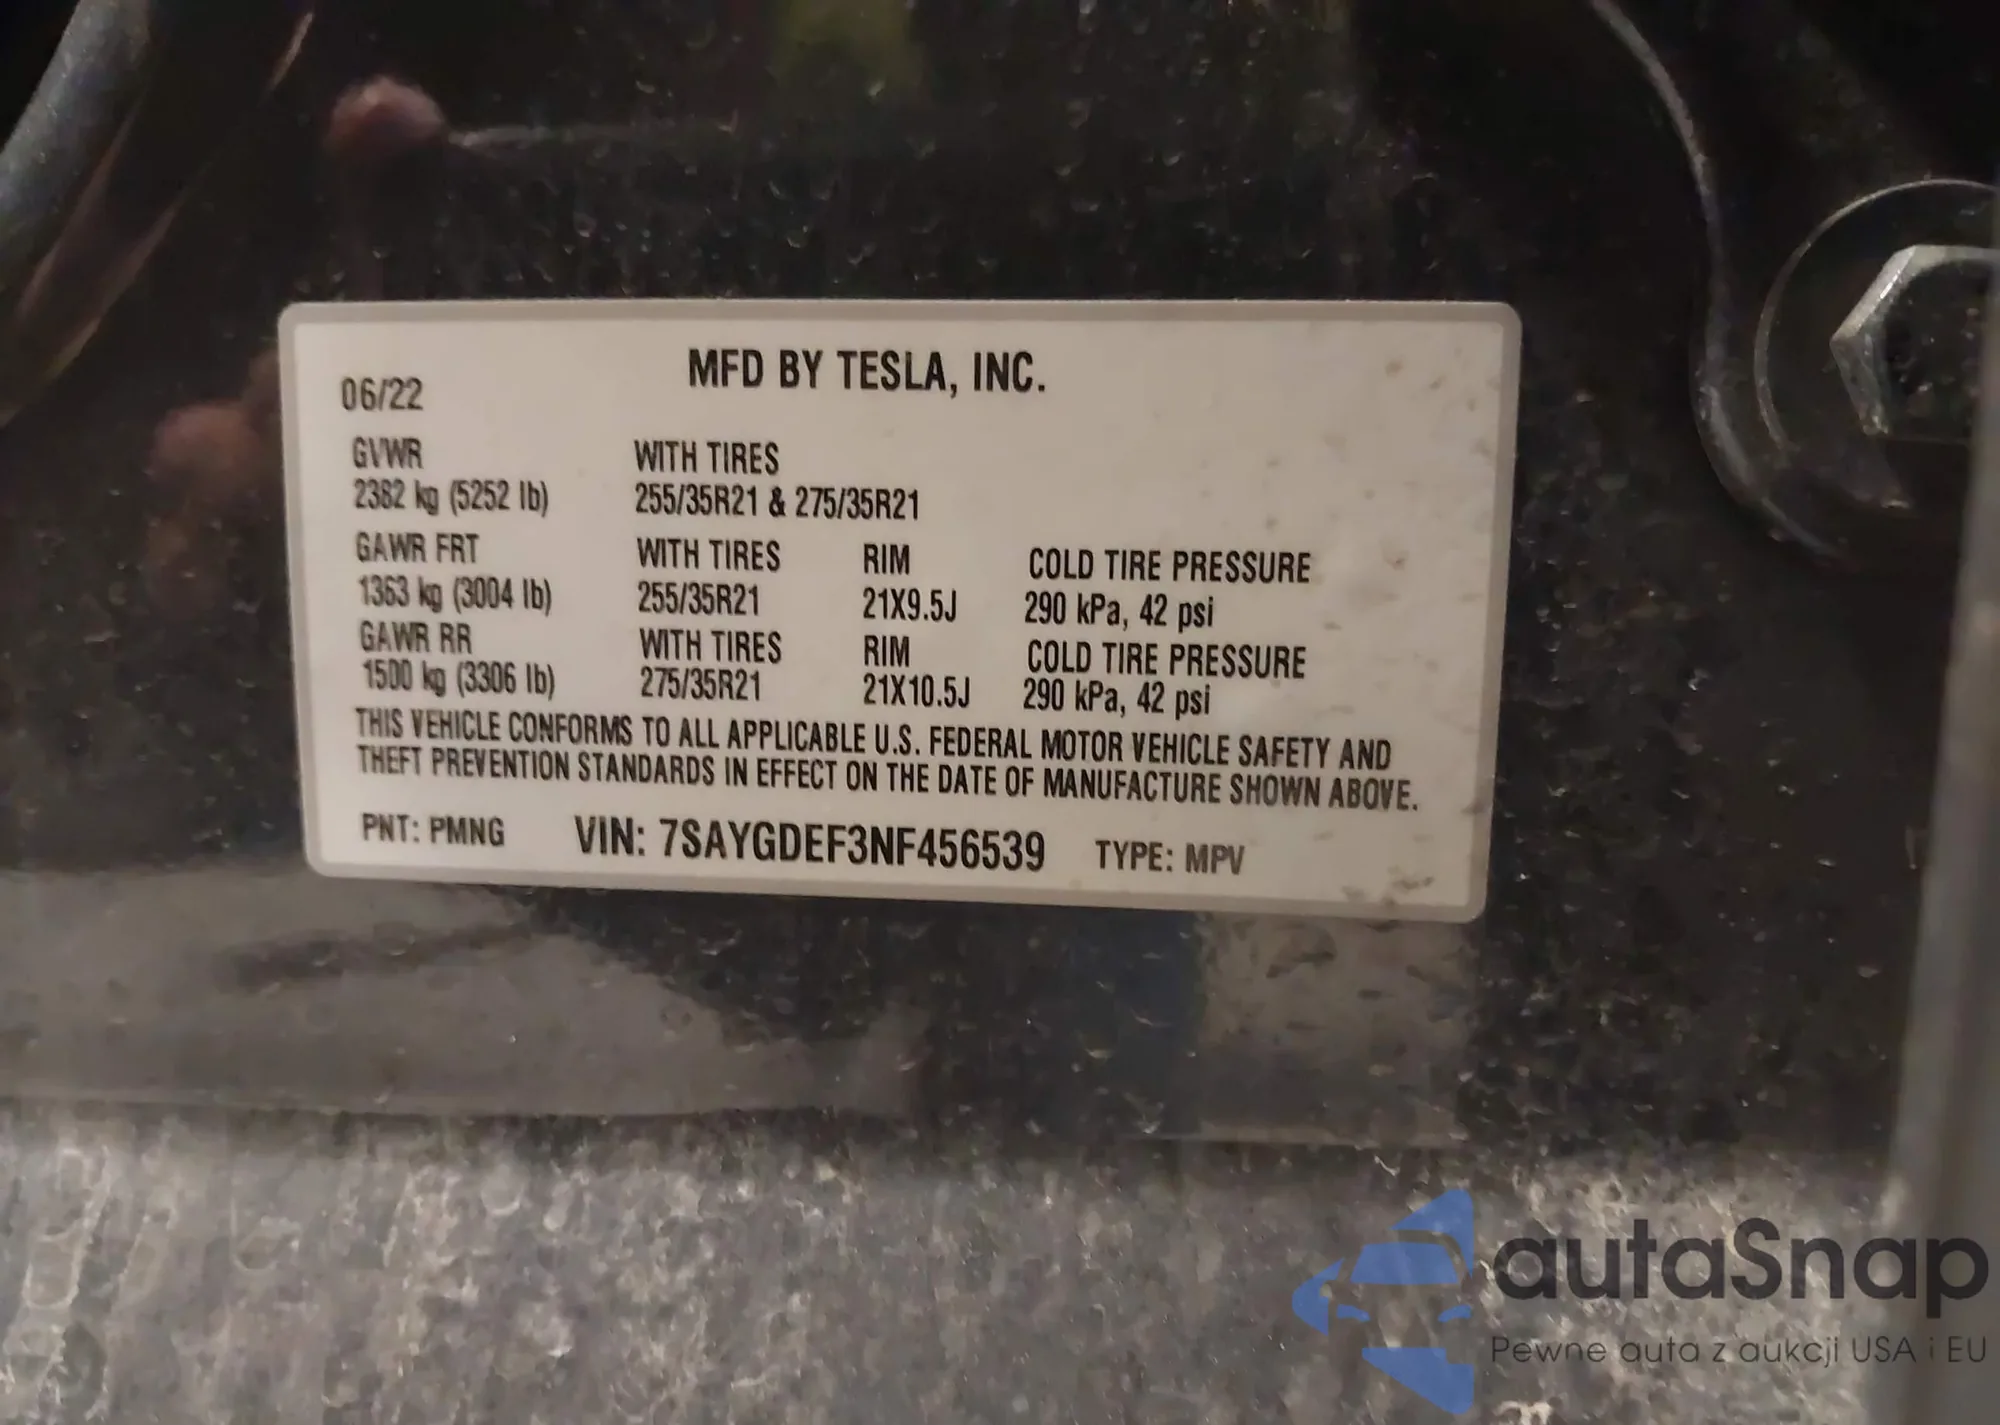 MFD BY TESLA, INC.
06/22
GVWR WITH TIRES
2382 kg (5252 lb) 255/35R21 & 275/35R21
GAWR FRT WITH TIRES RIM COLD TIRE PRESSURE
1363 kg (3004 lb) 255/35R21 21X9.5J 290 kPa, 42 psi
GAWR RR WITH TIRES RIM COLD TIRE PRESSURE
1500 kg (3306 lb) 275/35R21 21X10.5J 290 kPa, 42 psi
THIS VEHICLE CONFORMS TO ALL APPLICABLE U.S. FEDERAL MOTOR VEHICLE SAFETY AND
THEFT PREVENTION STANDARDS IN EFFECT ON THE DATE OF MANUFACTURE SHOWN ABOVE.
PNT: PMNG VIN: 7SAYGDEF3NF456539 TYPE: MPV
autaSnap
Pewne auta z aukcji USA i EU